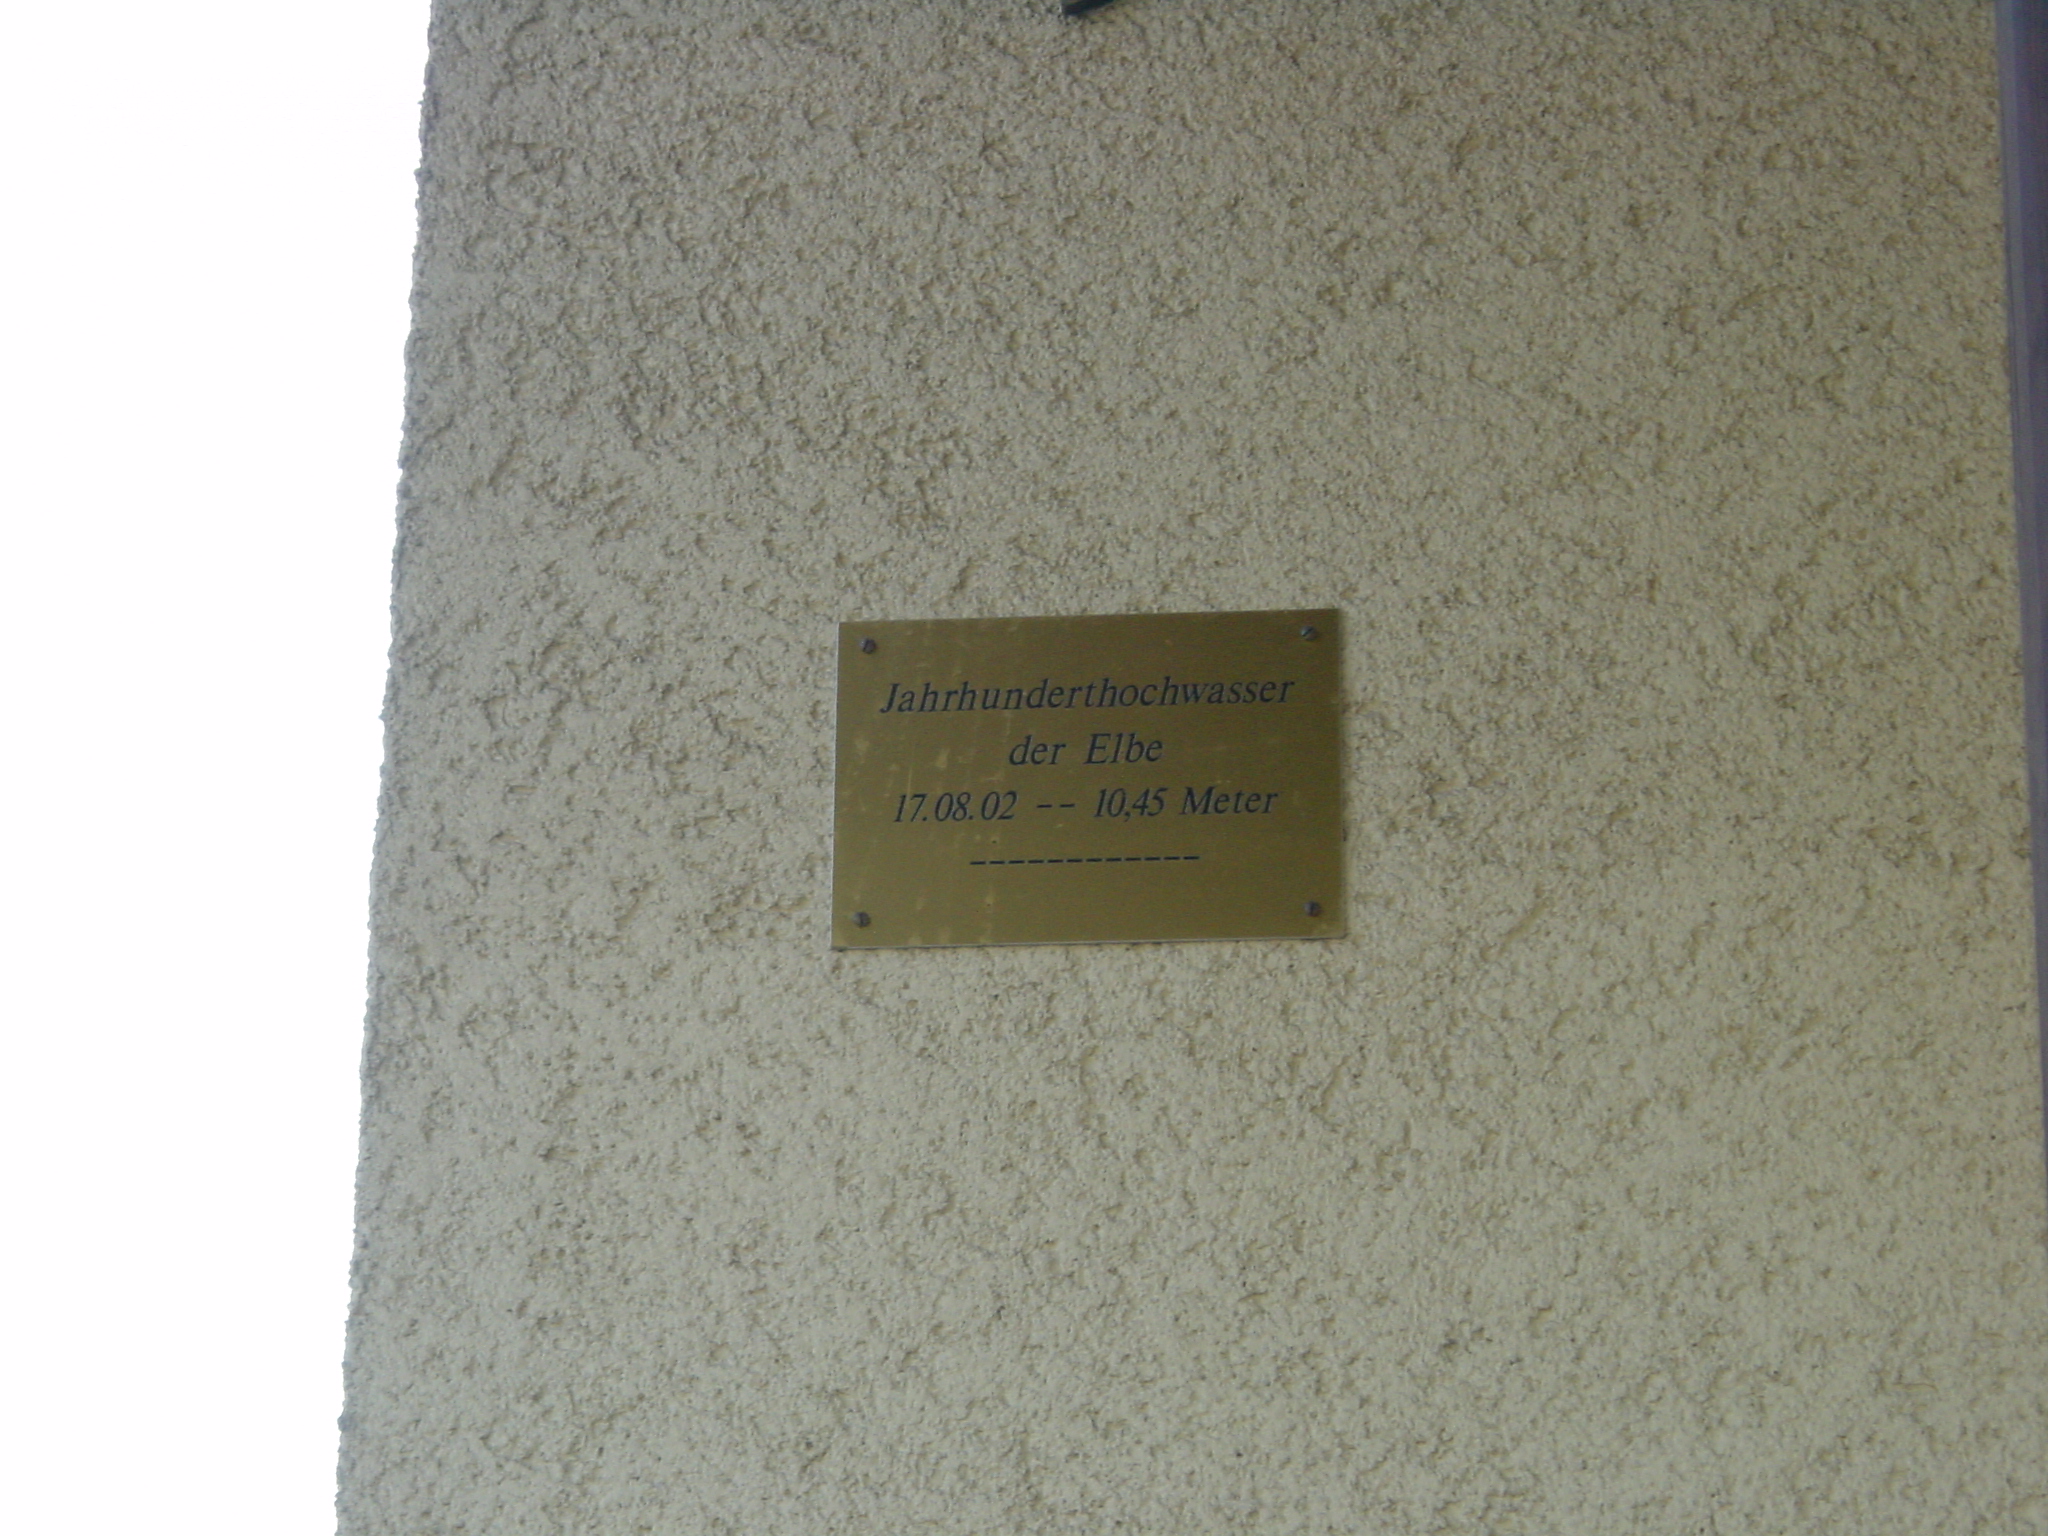 Jahrhunderthochwasser
der Elbe
17.08.02 -- 10,45 Meter
------------